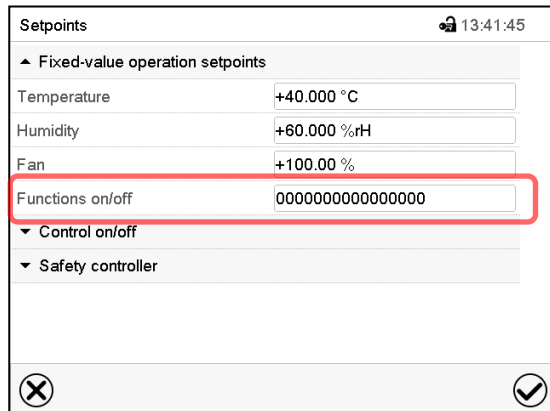 Setpoints 13:41:45
Fixed-value operation setpoints
Temperature +40.000 °C
Humidity +60.000 %rH
Fan +100.00 %
Functions on/off 0000000000000000
Control on/off
Safety controller